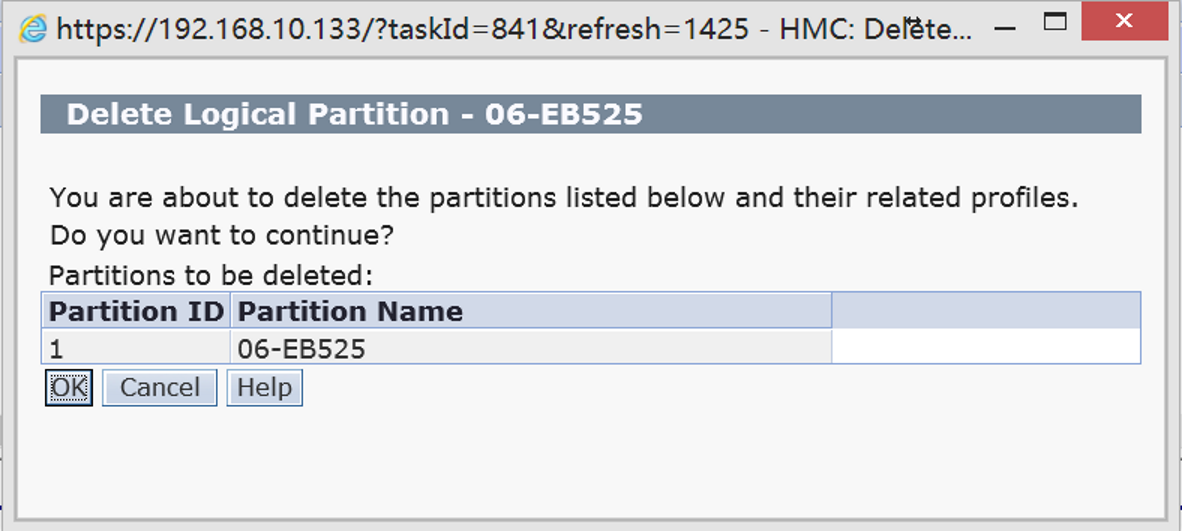 https://192.168.10.133/?taskId=841&refresh=1425 - HMC: Delete...
Delete Logical Partition - 06-EB525
You are about to delete the partitions listed below and their related profiles.
Do you want to continue?
Partitions to be deleted:
Partition ID Partition Name
1 06-EB525
OK Cancel Help